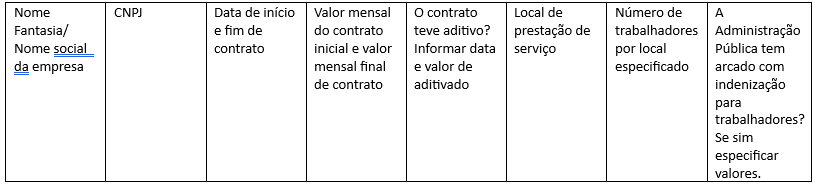 Nome
Fantasia/
Nome social
da empresa
CNPJ
Data de início
e fim de
contrato
Valor mensal
do contrato
inicial e valor
mensal final
de contrato
O contrato
teve aditivo?
Informar data
e valor de
aditivado
Local de
prestação de
serviço
Número de
trabalhadores
por local
especificado
A
Administração
Pública tem
arcado com
indenização
para
trabalhadores?
Se sim
especificar
valores.